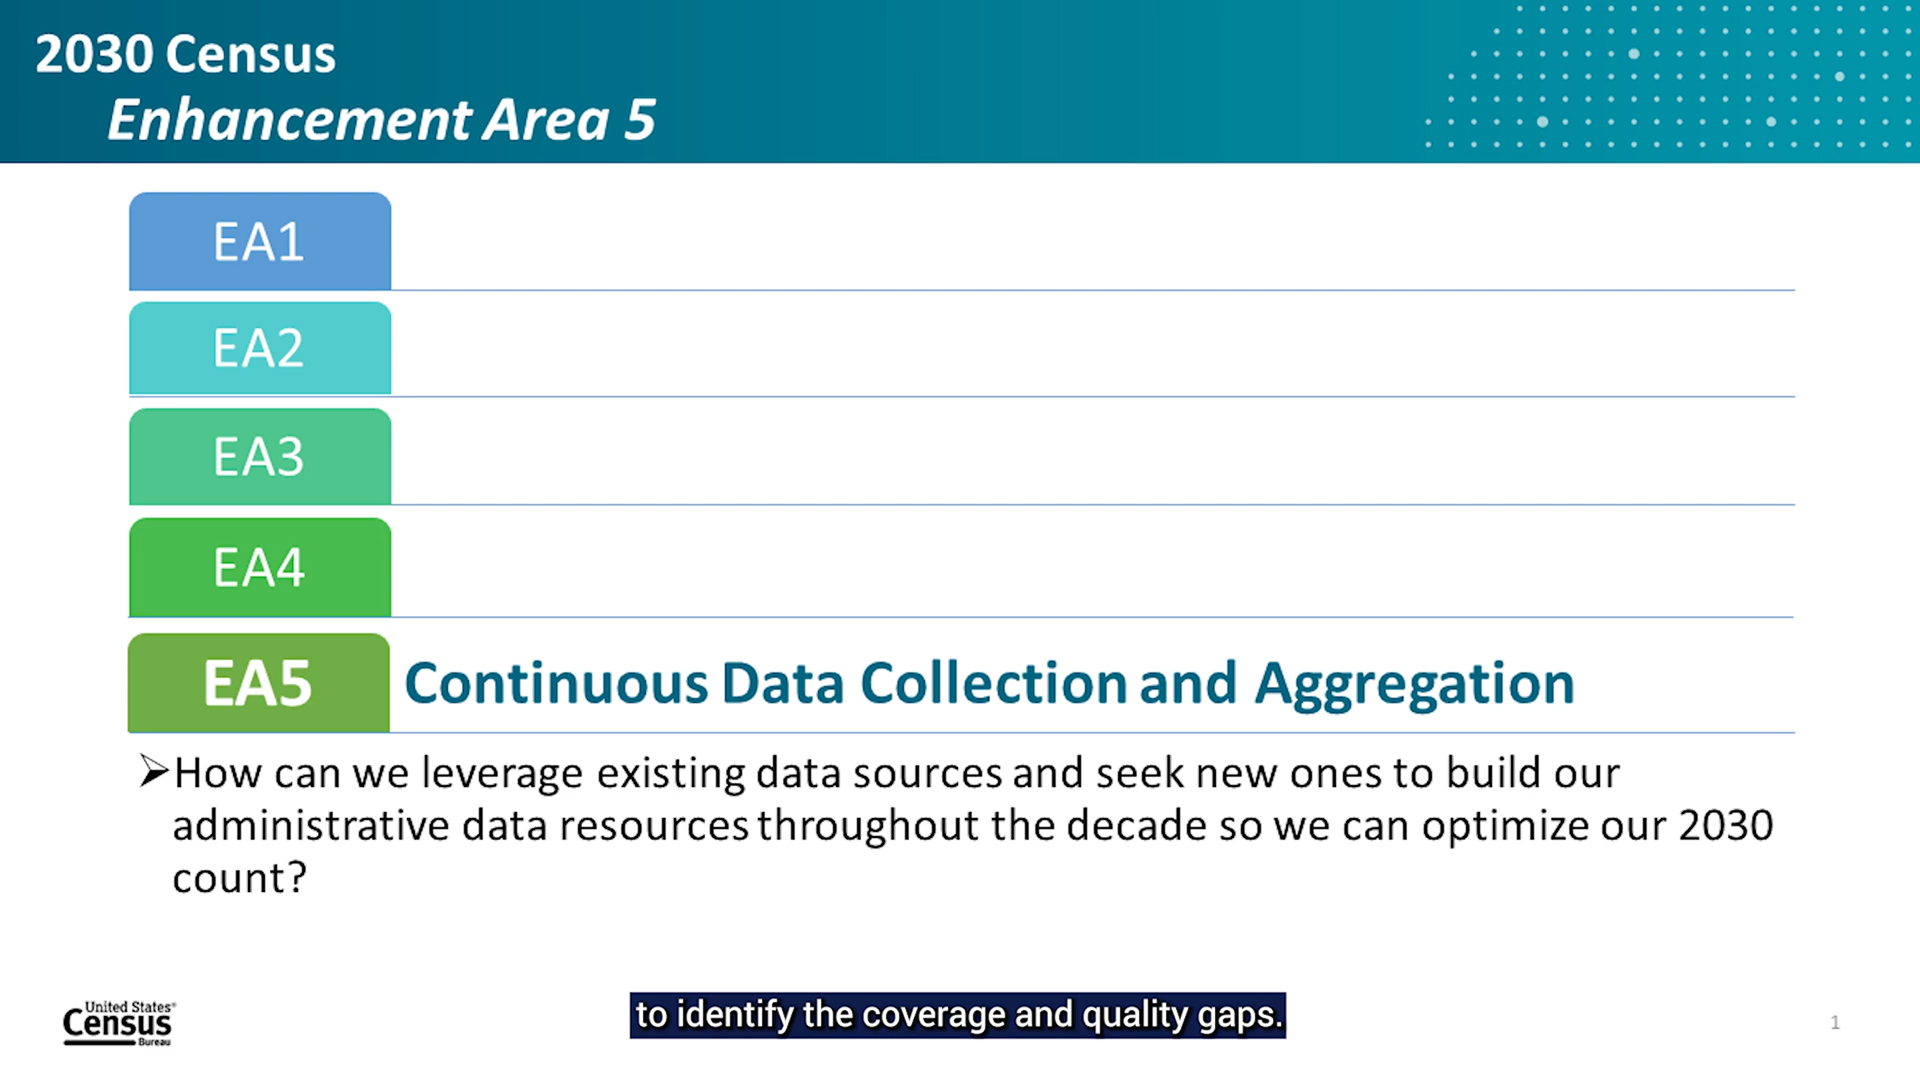 2030 Census
Enhancement Area 5
EA1
EA2
EA3
EA4
EA5 Continuous Data Collection and Aggregation
➢How can we leverage existing data sources and seek new ones to build our
administrative data resources throughout the decade so we can optimize our 2030
count?
United States®
Census
Bureau
to identify the coverage and quality gaps.
1